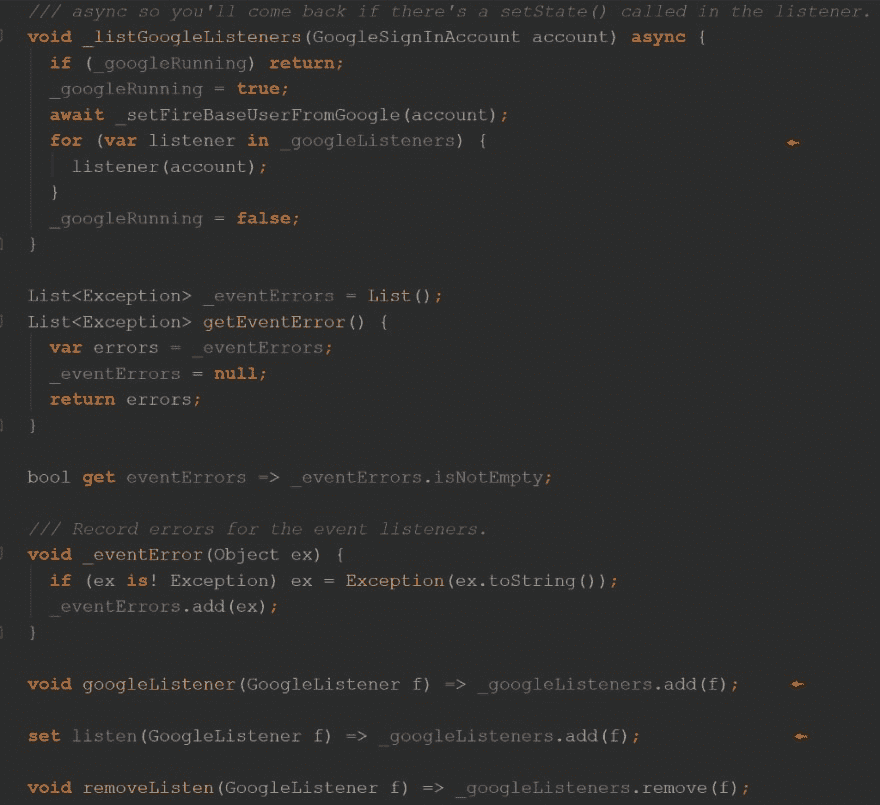 /// async so you'll come back if there's a setState() called in the listener.
void _listGoogleListeners(GoogleSignInAccount account) async {
if (_googleRunning) return;
_googleRunning = true;
await _setFireBaseUserFromGoogle(account);
for (var listener in _googleListeners) {
listener(account);
}
_googleRunning = false;
}
List<Exception> _eventErrors = List();
List<Exception> getEventError() {
var errors = _eventErrors;
_eventErrors = null;
return errors;
}
bool get eventErrors => _eventErrors.isNotEmpty;
/// Record errors for the event listeners.
void _eventError(Object ex) {
if (ex is! Exception) ex = Exception(ex.toString());
_eventErrors.add(ex);
}
void googleListener(GoogleListener f) => _googleListeners.add(f);
set listen(GoogleListener f) => _googleListeners.add(f);
void removeListen(GoogleListener f) => _googleListeners.remove(f);